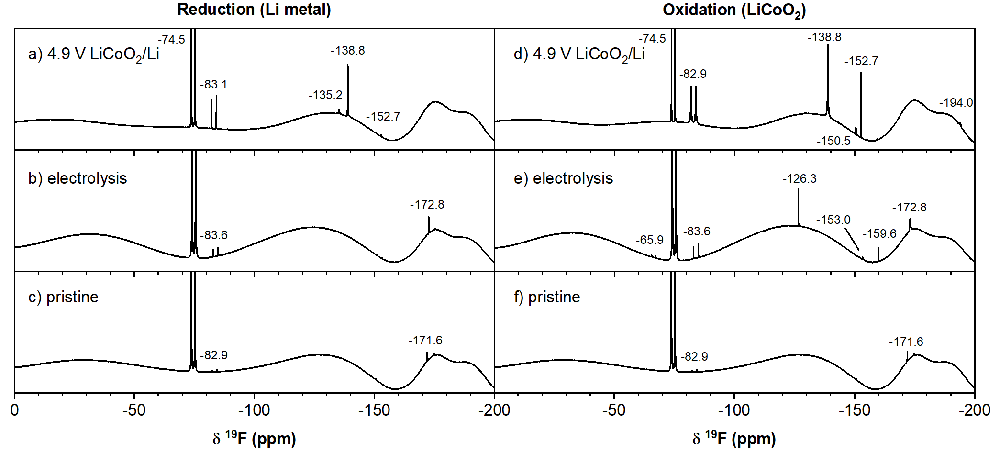 Reduction (Li metal)
Oxidation (LiCoO2)
a) 4.9 V LiCoO2/Li
-74.5
-83.1
-135.2
-138.8
-152.7
d) 4.9 V LiCoO2/Li
-74.5
-82.9
-138.8
-152.7
-150.5
-194.0
b) electrolysis
-83.6
-172.8
e) electrolysis
-65.9
-83.6
-126.3
-153.0
-159.6
-172.8
c) pristine
-82.9
-171.6
f) pristine
-82.9
-171.6
0 -50 -100 -150 -200 -50 -100 -150 -200
δ 19F (ppm)
δ 19F (ppm)